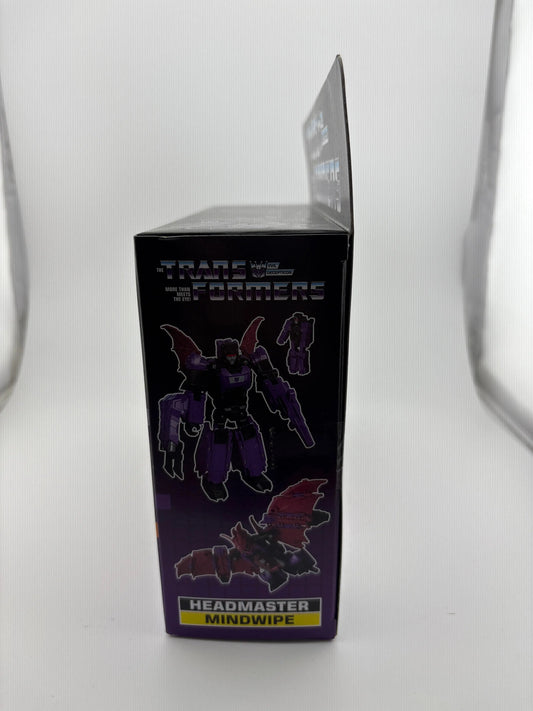 THE TRANS
MORE THAN
MEETS
THE EYE!
FORMERS
HEADMASTER
MINDWIPE